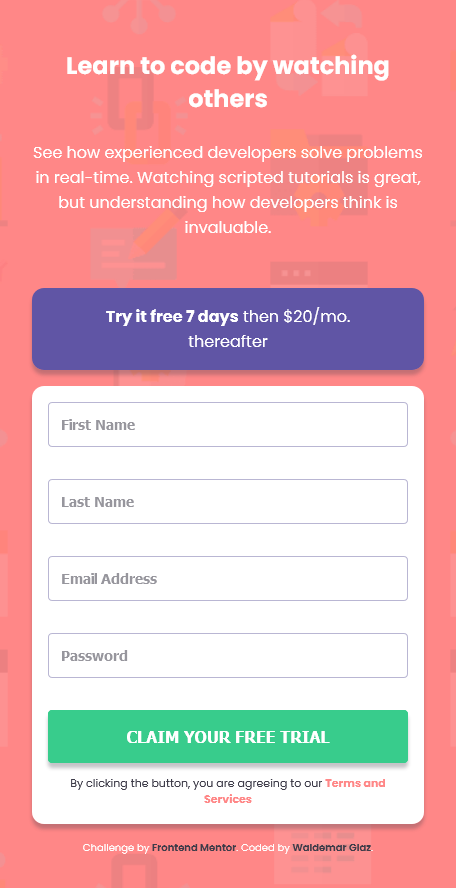 Learn to code by watching
others
See how experienced developers solve problems
in real-time. Watching scripted tutorials is great,
but understanding how developers think is
invaluable.
Try it free 7 days then $20/mo.
thereafter
First Name
Last Name
Email Address
Password
CLAIM YOUR FREE TRIAL
By clicking the button, you are agreeing to our Terms and
Services
Challenge by Frontend Mentor. Coded by Waldemar Glaz.